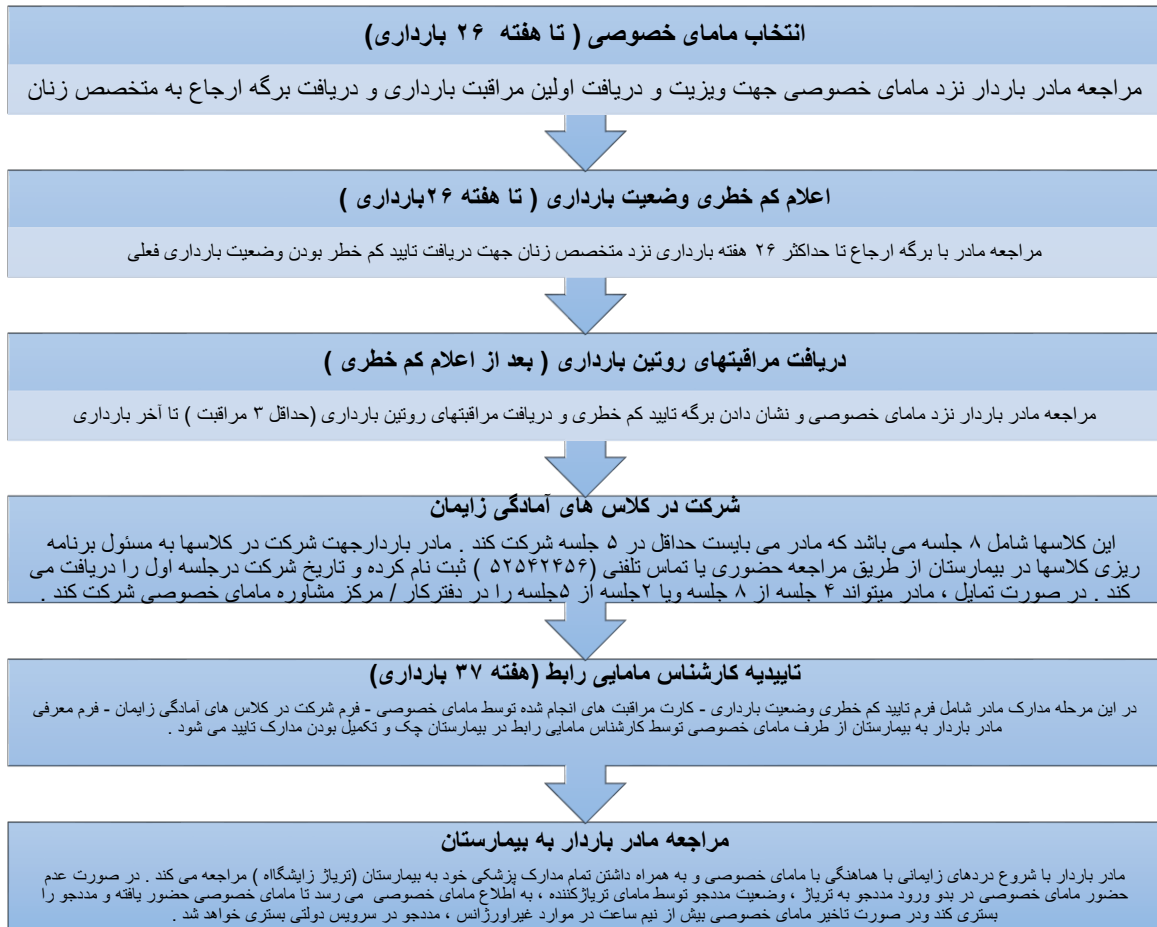 انتخاب مامای خصوصی ( تا هفته ۲۶ بارداری)
مراجعه مادر باردار نزد مامای خصوصی جهت ویزیت و دریافت اولین مراقبت بارداری و دریافت برگه ارجاع به متخصص زنان
اعلام کم خطری وضعیت بارداری ( تا هفته ۲۶بارداری )
مراجعه مادر با برگه ارجاع تا حداکثر ۲۶ هفته بارداری نزد متخصص زنان جهت دریافت تایید کم خطر بودن وضعیت بارداری فعلی
دریافت مراقبتهای روتین بارداری ( بعد از اعلام کم خطری )
مراجعه مادر باردار نزد مامای خصوصی و نشان دادن برگه تایید کم خطری و دریافت مراقبتهای روتین بارداری (حداقل ۳ مراقبت ) تا آخر بارداری
شرکت در کلاس های آمادگی زایمان
این کلاسها شامل ۸ جلسه می باشد که مادر می بایست حداقل در ۵ جلسه شرکت کند . مادر باردارجهت شرکت در کلاسها به مسئول برنامه
ریزی کلاسها در بیمارستان از طریق مراجعه حضوری یا تماس تلفنی (۵۲۵۴۲۴۵۶ ) ثبت نام کرده و تاریخ شرکت درجلسه اول را دریافت می
کند . در صورت تمایل ، مادر میتواند ۴ جلسه از ۸ جلسه ویا ۲جلسه از ۵جلسه را در دفترکار / مرکز مشاوره مامای خصوصی شرکت کند .
تاییدیه کارشناس مامایی رابط (هفته ۳۷ بارداری)
در این مرحله مدارک مادر شامل فرم تایید کم خطری وضعیت بارداری - کارت مراقبت های انجام شده توسط مامای خصوصی - فرم شرکت در کلاس های آمادگی زایمان - فرم معرفی
مادر باردار به بیمارستان از طرف مامای خصوصی توسط کارشناس مامایی رابط در بیمارستان چک و تکمیل بودن مدارک تایید می شود .
مراجعه مادر باردار به بیمارستان
مادر باردار با شروع دردهای زایمانی با هماهنگی با مامای خصوصی و به همراه داشتن تمام مدارک پزشکی خود به بیمارستان (تریاژ زایشگااه ) مراجعه می کند . در صورت عدم
حضور مامای خصوصی در بدو ورود مددجو به تریاژ ، وضعیت مددجو توسط مامای تریاژکننده ، به اطلاع مامای خصوصی می رسد تا مامای خصوصی حضور یافته و مددجو را
بستری کند ودر صورت تاخیر مامای خصوصی بیش از نیم ساعت در موارد غیراورژانس ، مددجو در سرویس دولتی بستری خواهد شد .